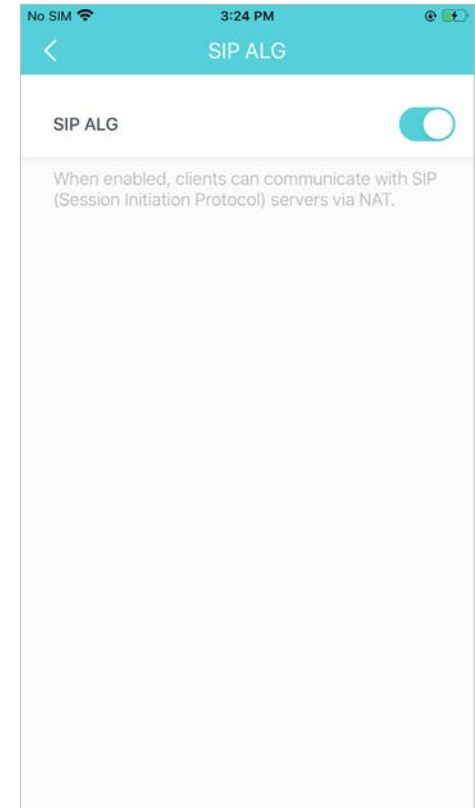 No SIM 3:24 PM
SIP ALG
SIP ALG
When enabled, clients can communicate with SIP
(Session Initiation Protocol) servers via NAT.